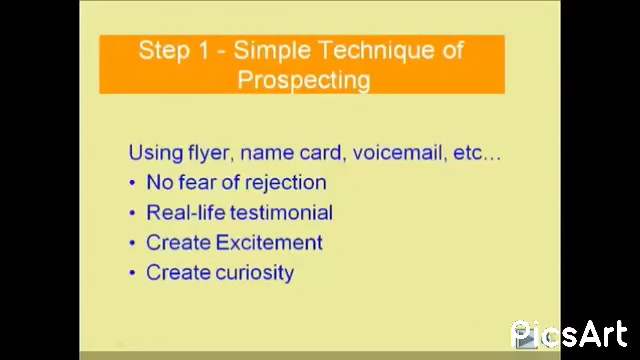 Step 1 - Simple Technique of
Prospecting
Using flyer, name card, voicemail, etc...
• No fear of rejection
• Real-life testimonial
• Create Excitement
• Create curiosity
PicsArt